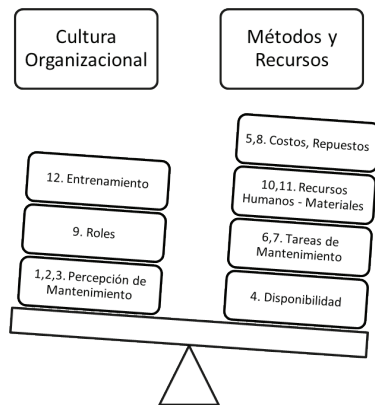 Cultura
Organizacional
Métodos y
Recursos
12. Entrenamiento
9. Roles
1,2,3. Percepción de
Mantenimiento
5,8. Costos, Repuestos
10,11. Recursos
Humanos - Materiales
6,7. Tareas de
Mantenimiento
4. Disponibilidad